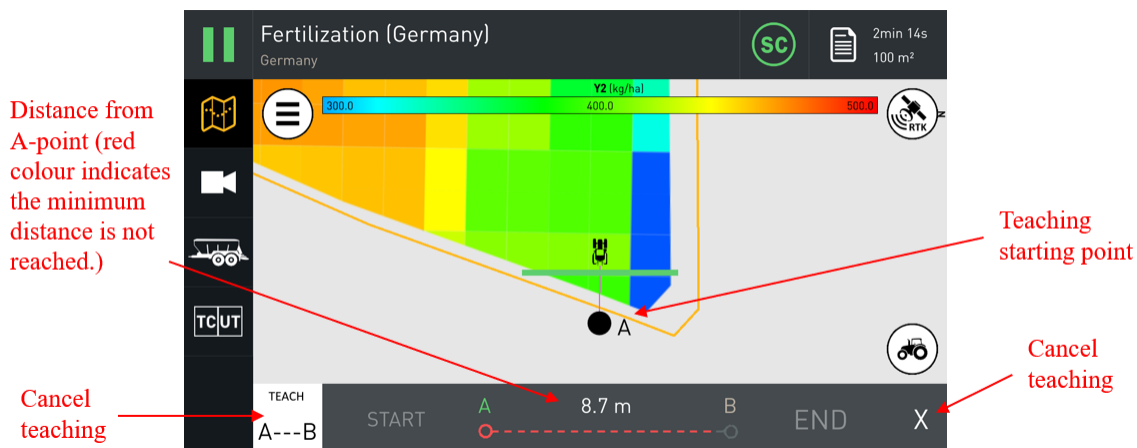 Fertilization (Germany)
Germany
SC
2min 14s
100 m²
Y2 (kg/ha)
300.0 400.0 500.0
RTK
N
Distance from
A-point (red
colour indicates
the minimum
distance is not
reached.)
Teaching
starting point
TC UT
A
Cancel
teaching
Cancel
teaching
TEACH
A---B
START
A
8.7 m
B
END
X